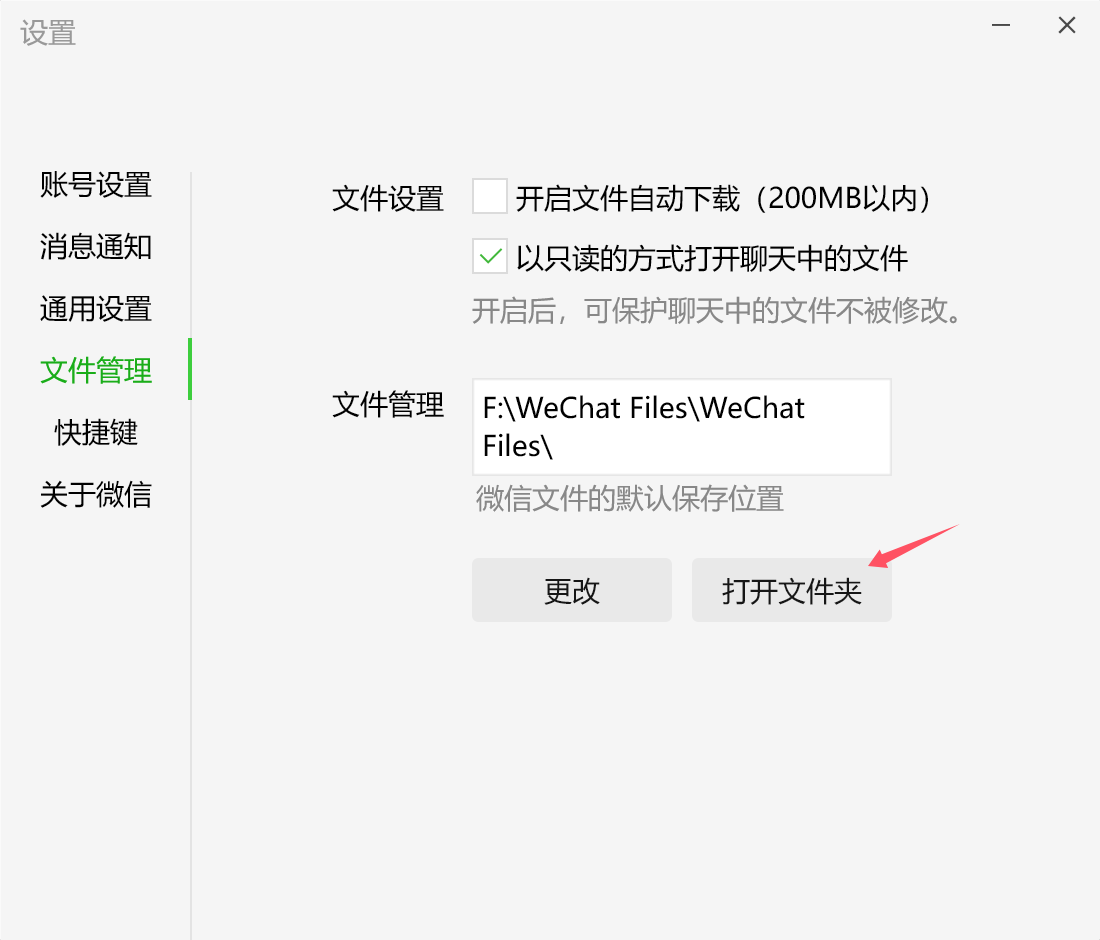 设置
账号设置
消息通知
通用设置
文件管理
快捷键
关于微信
文件设置
开启文件自动下载（200MB以内）
以只读的方式打开聊天中的文件
开启后，可保护聊天中的文件不被修改。
文件管理
F:\WeChat Files\WeChat
Files\
微信文件的默认保存位置
更改
打开文件夹